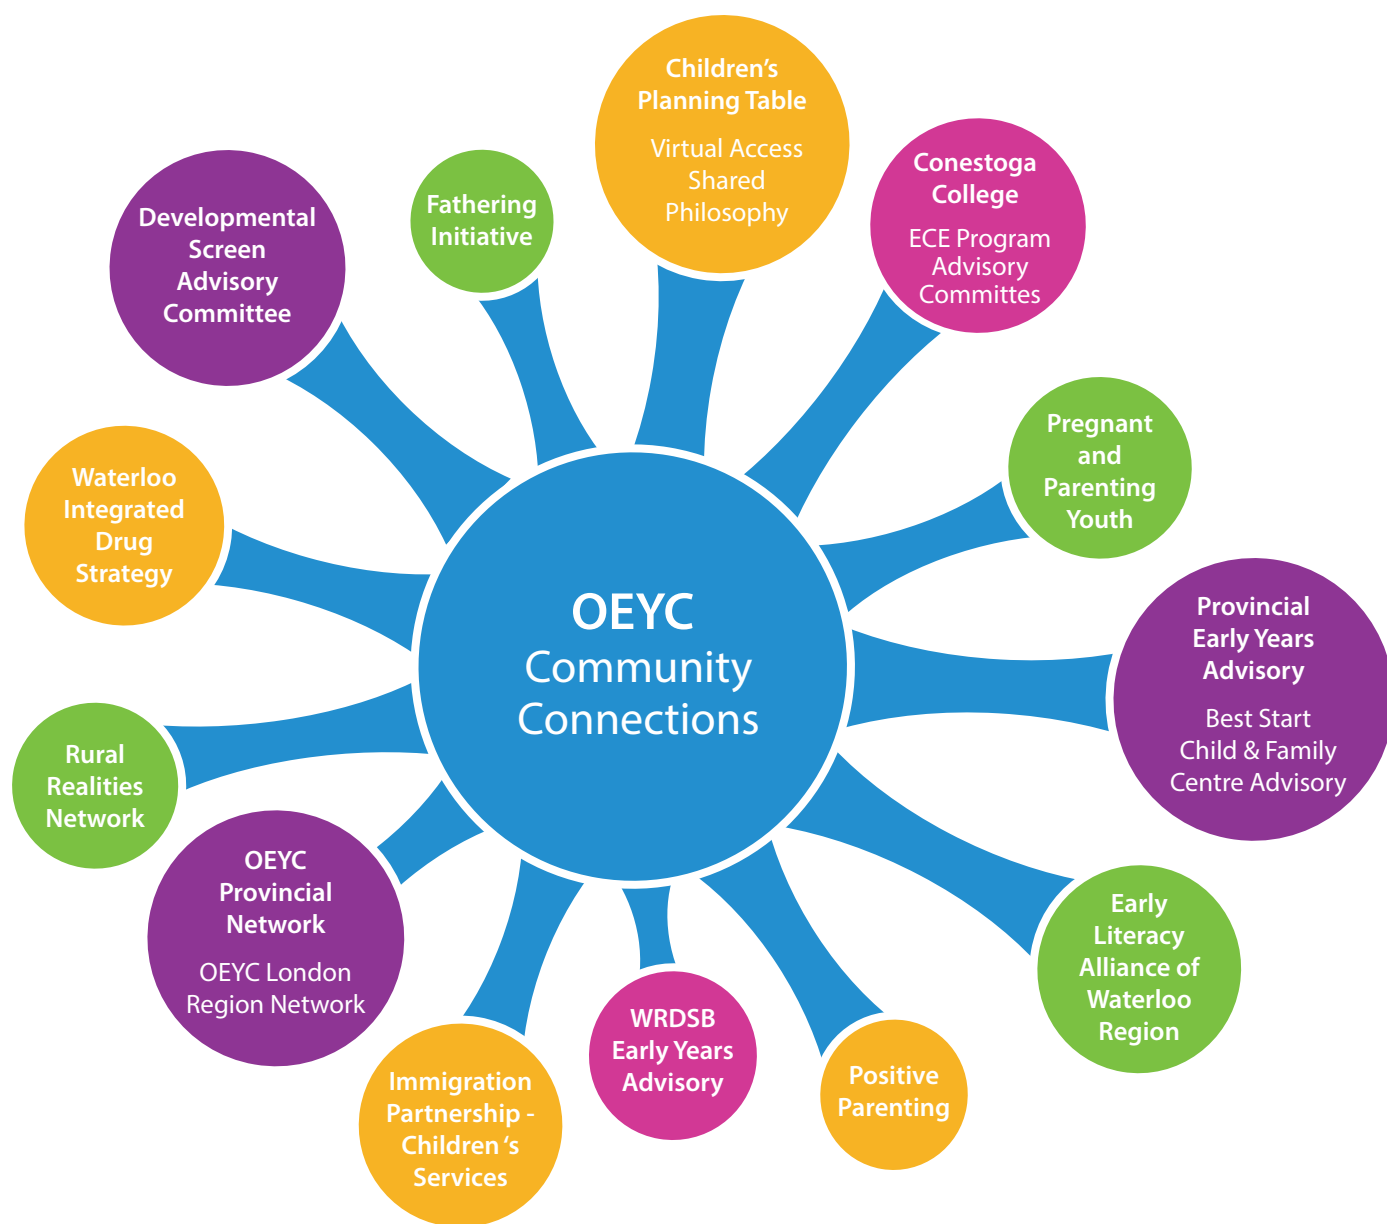 Children's
Planning Table
Virtual Access
Shared
Philosophy
Conestoga
College
ECE Program
Advisory
Committes
Fathering
Initiative
Developmental
Screen
Advisory
Committee
Pregnant
and
Parenting
Youth
Waterloo
Integrated
Drug
Strategy
OEYC
Community
Connections
Provincial
Early Years
Advisory
Best Start
Child & Family
Centre Advisory
Rural
Realities
Network
OEYC
Provincial
Network
OEYC London
Region Network
Early
Literacy
Alliance of
Waterloo
Region
WRDSB
Early Years
Advisory
Positive
Parenting
Immigration
Partnership -
Children 's
Services